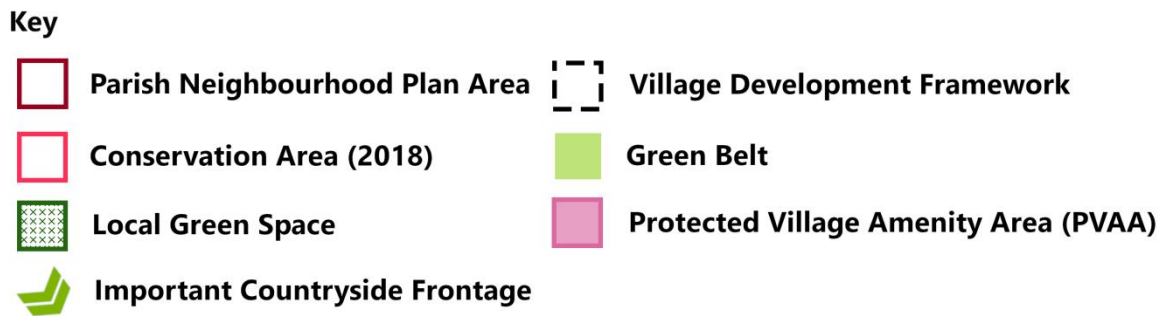 Key
Parish Neighbourhood Plan Area
Village Development Framework
Conservation Area (2018)
Green Belt
Local Green Space
Protected Village Amenity Area (PVAA)
Important Countryside Frontage